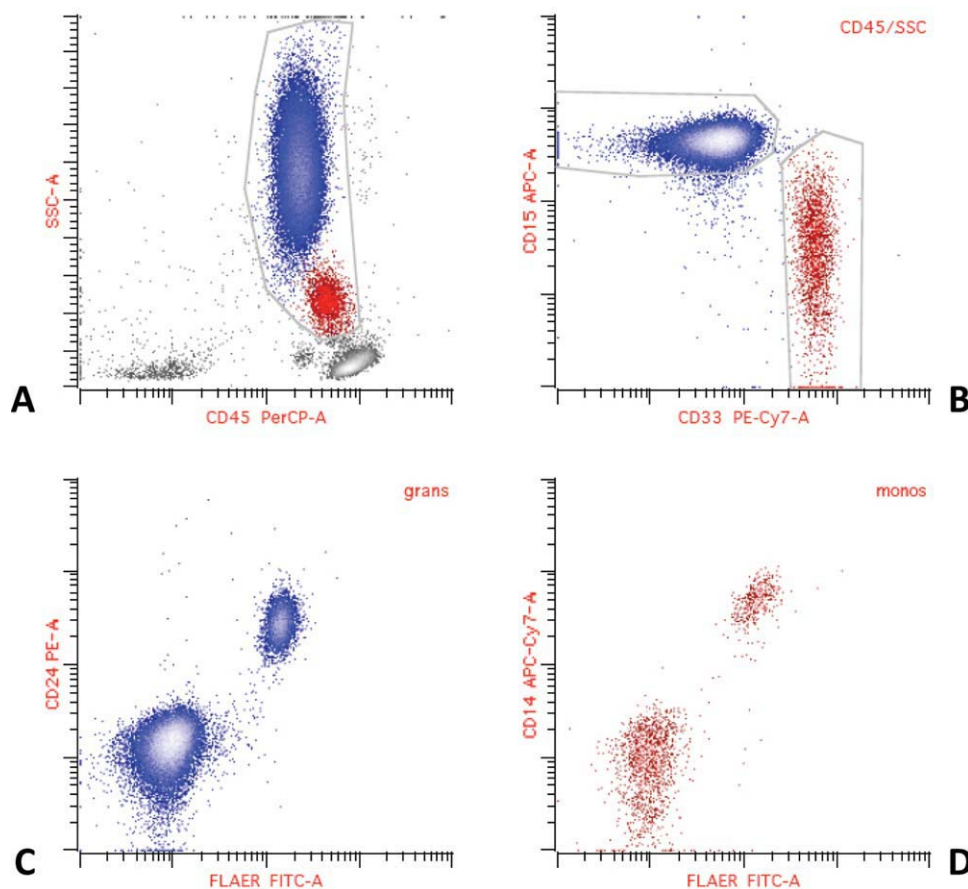 SSC-A
CD45 PerCP-A
A
CD45/SSC
CD15 APC-A
CD33 PE-Cy7-A
B
grans
CD24 PE-A
FLAER FITC-A
C
monos
CD14 APC-Cy7-A
FLAER FITC-A
D